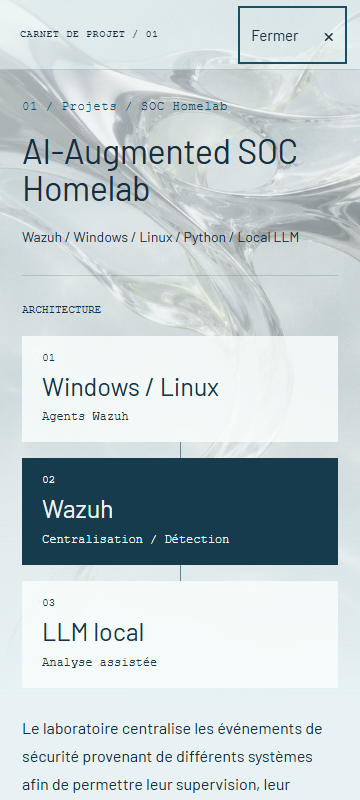 CARNET DE PROJET / 01
Fermer ×
01 / Projets / SOC Homelab
AI-Augmented SOC
Homelab
Wazuh / Windows / Linux / Python / Local LLM
ARCHITECTURE
01
Windows / Linux
Agents Wazuh
02
Wazuh
Centralisation / Détection
03
LLM local
Analyse assistée
Le laboratoire centralise les événements de
sécurité provenant de différents systèmes
afin de permettre leur supervision, leur